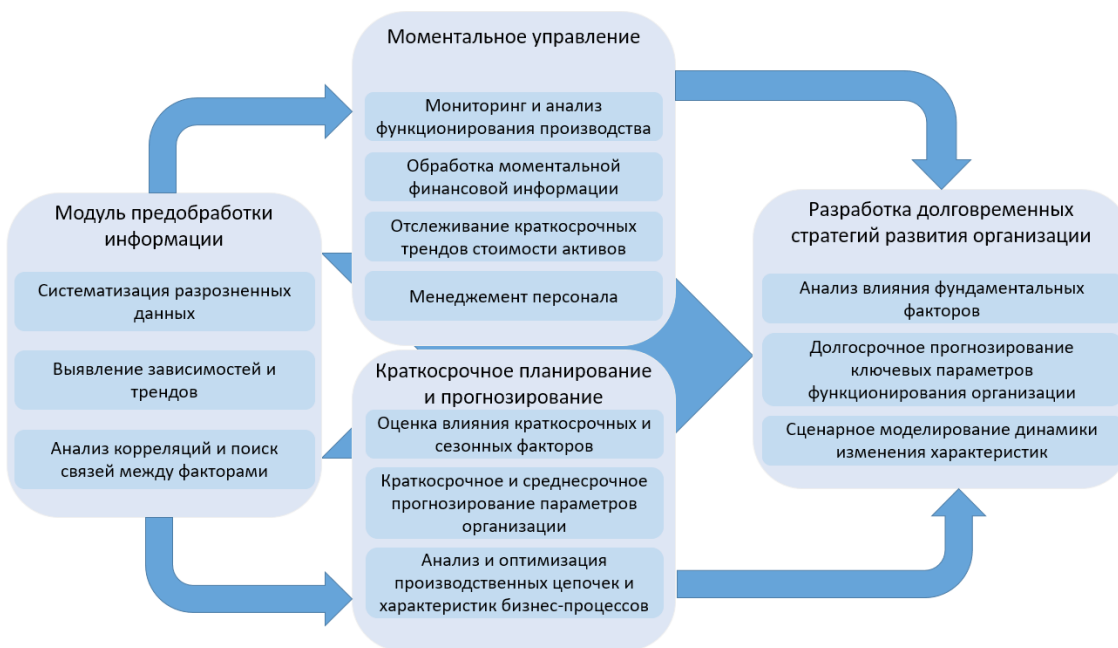 Моментальное управление
Мониторинг и анализ
функционирования производства
Обработка моментальной
финансовой информации
Отслеживание краткосрочных
трендов стоимости активов
Менеджмент персонала
Модуль предобработки
информации
Систематизация разрозненных
данных
Выявление зависимостей и
трендов
Анализ корреляций и поиск
связей между факторами
Краткосрочное планирование
и прогнозирование
Оценка влияния краткосрочных и
сезонных факторов
Краткосрочное и среднесрочное
прогнозирование параметров
организации
Анализ и оптимизация
производственных цепочек и
характеристик бизнес-процессов
Разработка долговременных
стратегий развития организации
Анализ влияния фундаментальных
факторов
Долгосрочное прогнозирование
ключевых параметров
функционирования организации
Сценарное моделирование динамики
изменения характеристик